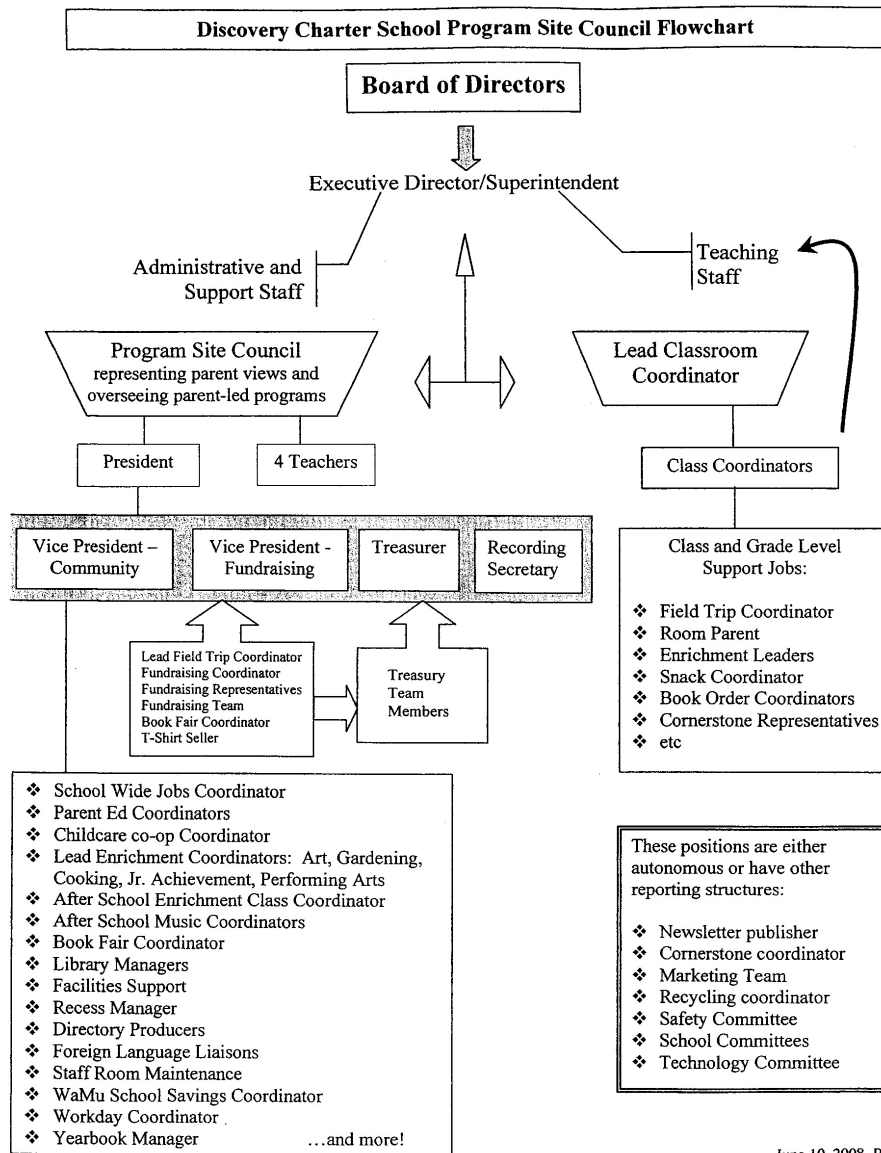 Discovery Charter School Program Site Council Flowchart
Board of Directors
Executive Director/Superintendent
Administrative and
Support Staff
Teaching
Staff
Program Site Council
representing parent views and
overseeing parent-led programs
Lead Classroom
Coordinator
President
4 Teachers
Class Coordinators
Vice President –
Community
Vice President -
Fundraising
Treasurer
Recording
Secretary
Lead Field Trip Coordinator
Fundraising Coordinator
Fundraising Representatives
Fundraising Team
Book Fair Coordinator
T-Shirt Seller
Treasury
Team
Members
Class and Grade Level
Support Jobs:
❖ Field Trip Coordinator
❖ Room Parent
❖ Enrichment Leaders
❖ Snack Coordinator
❖ Book Order Coordinators
❖ Cornerstone Representatives
❖ etc
❖ School Wide Jobs Coordinator
❖ Parent Ed Coordinators
❖ Childcare co-op Coordinator
❖ Lead Enrichment Coordinators: Art, Gardening,
Cooking, Jr. Achievement, Performing Arts
❖ After School Enrichment Class Coordinator
❖ After School Music Coordinators
❖ Book Fair Coordinator
❖ Library Managers
❖ Facilities Support
❖ Recess Manager
❖ Directory Producers
❖ Foreign Language Liaisons
❖ Staff Room Maintenance
❖ WaMu School Savings Coordinator
❖ Workday Coordinator
❖ Yearbook Manager ...and more!
These positions are either
autonomous or have other
reporting structures:
❖ Newsletter publisher
❖ Cornerstone coordinator
❖ Marketing Team
❖ Recycling coordinator
❖ Safety Committee
❖ School Committees
❖ Technology Committee
June 10, 2008